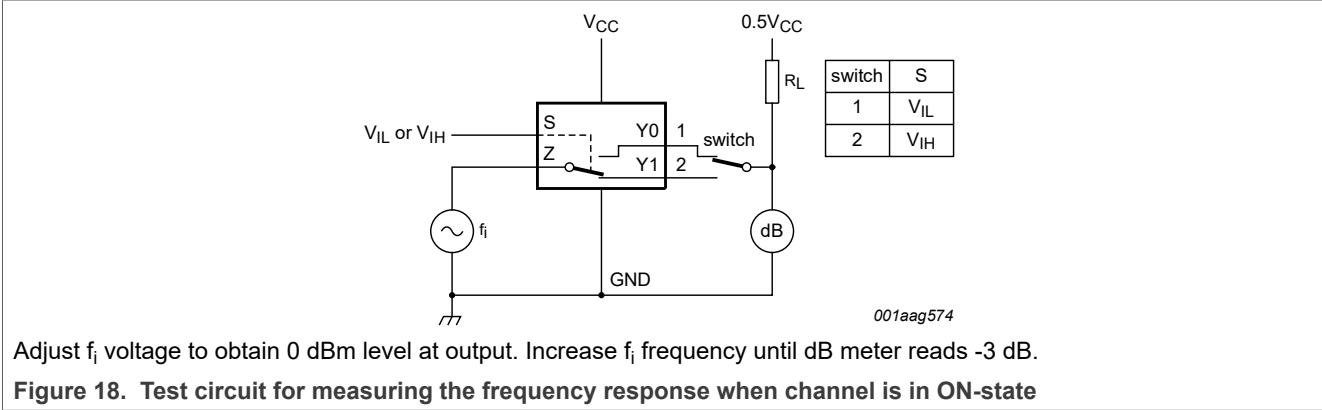 VCC
0.5VCC
RL
switch S
1 VIL
2 VIH
VIL or VIH
S
Y0 1
switch
Z
Y1 2
fi
dB
GND
001aag574
Adjust fi voltage to obtain 0 dBm level at output. Increase fi frequency until dB meter reads -3 dB.
Figure 18. Test circuit for measuring the frequency response when channel is in ON-state